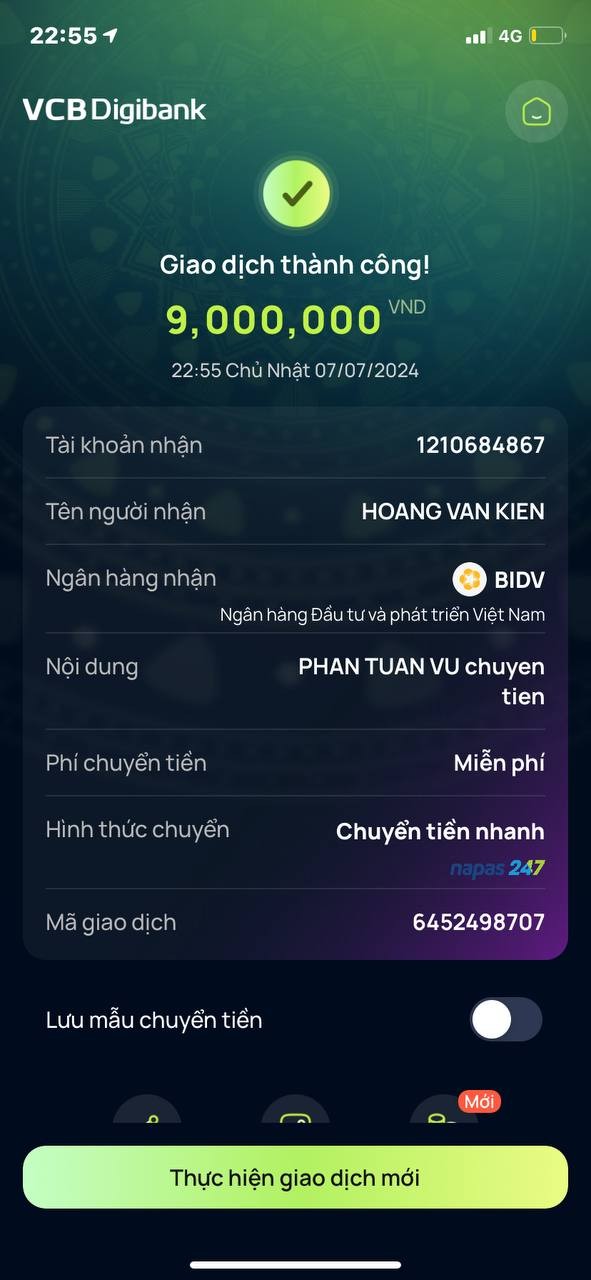 22:55
4G
VCB Digibank
Giao dịch thành công!
9,000,000 VND
22:55 Chủ Nhật 07/07/2024
Tài khoản nhận 1210684867
Tên người nhận HOANG VAN KIEN
Ngân hàng nhận BIDV
Ngân hàng Đầu tư và phát triển Việt Nam
Nội dung PHAN TUAN VU chuyen
tien
Phí chuyển tiền Miễn phí
Hình thức chuyển Chuyển tiền nhanh
napas 247
Mã giao dịch 6452498707
Lưu mẫu chuyển tiền
Mới
Thực hiện giao dịch mới